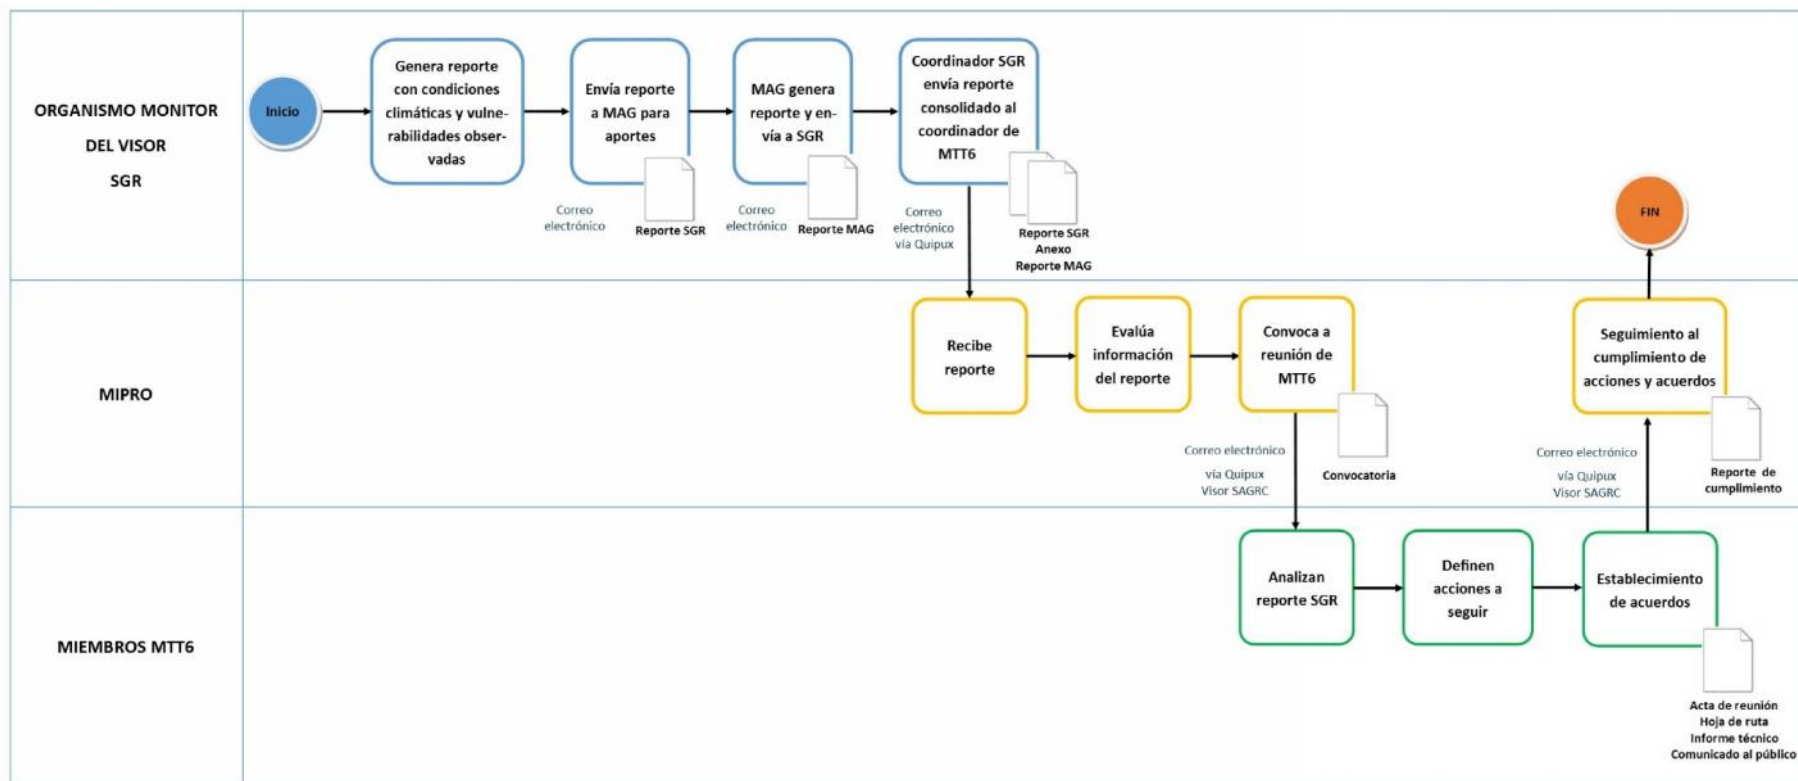 ORGANISMO MONITOR
DEL VISOR
SGR
Inicio
Genera reporte
con condiciones
climáticas y vulne-
rabilidades obser-
vadas
Envía reporte
a MAG para
aportes
Correo
electrónico
Reporte SGR
MAG genera
reporte y en-
vía a SGR
Correo
electrónico
Reporte MAG
Coordinador SGR
envía reporte
consolidado al
coordinador de
MTT6
Correo
electrónico
vía Quipux
Reporte SGR
Anexo
Reporte MAG
FIN
MIPRO
Recibe
reporte
Evalúa
información
del reporte
Convoca a
reunión de
MTT6
Correo electrónico
vía Quipux
Visor SAGRC
Convocatoria
Seguimiento al
cumplimiento de
acciones y acuerdos
Correo electrónico
vía Quipux
Visor SAGRC
Reporte de
cumplimiento
MIEMBROS MTT6
Analizan
reporte SGR
Definen
acciones a
seguir
Establecimiento
de acuerdos
Acta de reunión
Hoja de ruta
Informe técnico
Comunicado al público